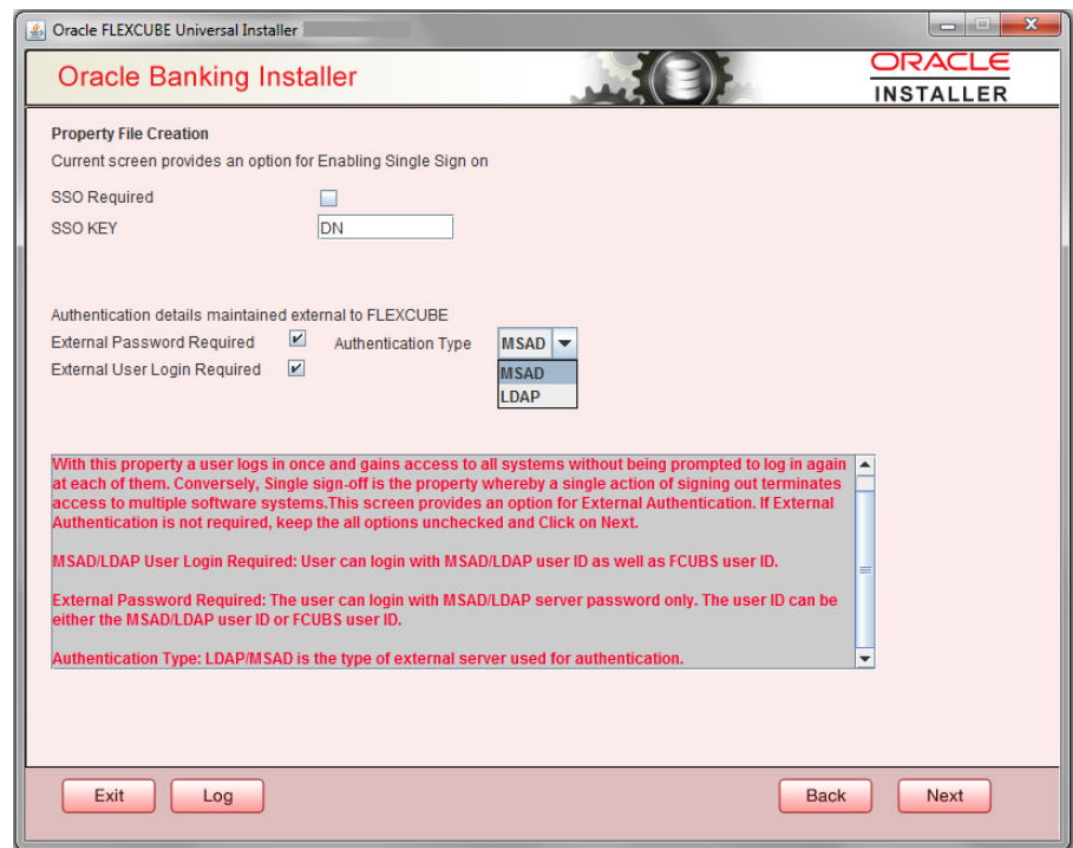 Oracle FLEXCUBE Universal Installer
Oracle Banking Installer
ORACLE
INSTALLER
Property File Creation
Current screen provides an option for Enabling Single Sign on
SSO Required
SSO KEY DN
Authentication details maintained external to FLEXCUBE
External Password Required Authentication Type MSAD
External User Login Required MSAD
LDAP
With this property a user logs in once and gains access to all systems without being prompted to log in again
at each of them. Conversely, Single sign-off is the property whereby a single action of signing out terminates
access to multiple software systems.This screen provides an option for External Authentication. If External
Authentication is not required, keep the all options unchecked and Click on Next.
MSAD/LDAP User Login Required: User can login with MSAD/LDAP user ID as well as FCUBS user ID.
External Password Required: The user can login with MSAD/LDAP server password only. The user ID can be
either the MSAD/LDAP user ID or FCUBS user ID.
Authentication Type: LDAP/MSAD is the type of external server used for authentication.
Exit Log Back Next